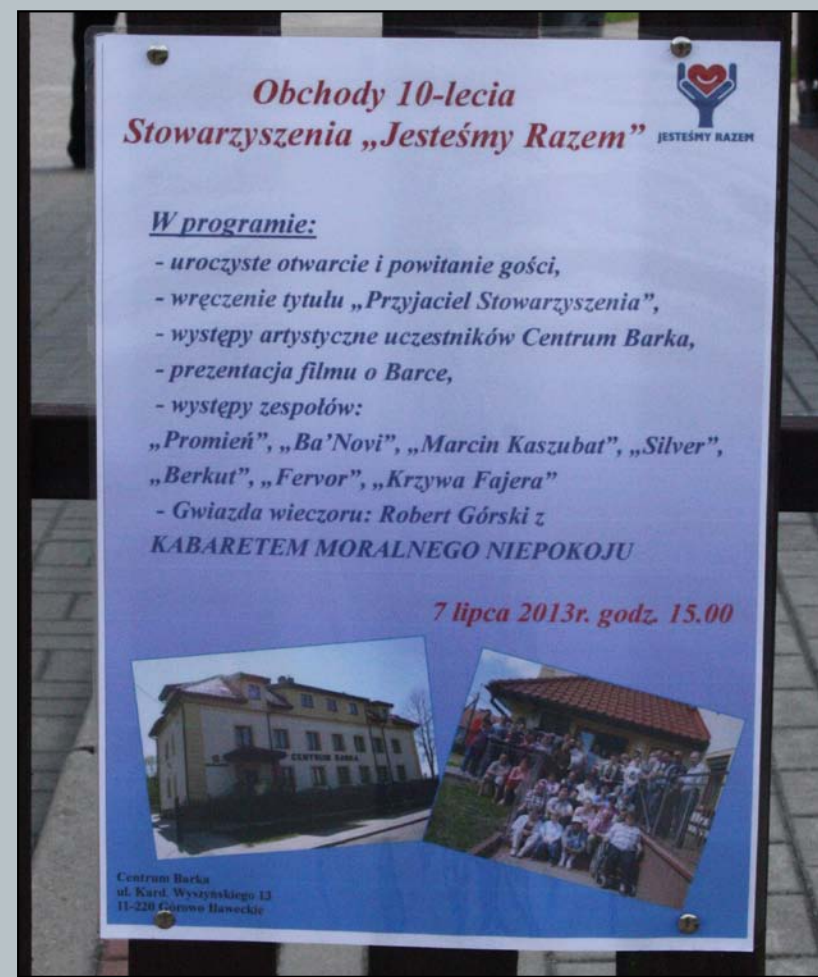 Obchody 10-lecia
Stowarzyszenia „Jesteśmy Razem”
JESTEŚMY RAZEM
W programie:
- uroczyste otwarcie i powitanie gości,
- wręczenie tytułu „Przyjaciel Stowarzyszenia”,
- występy artystyczne uczestników Centrum Barka,
- prezentacja filmu o Barce,
- występy zespołów:
„Promień”, „Ba’Novi”, „Marcin Kaszubat”, „Silver”,
„Berkut”, „Fervor”, „Krzywa Fajera”
- Gwiazda wieczoru: Robert Górski z
KABARETEM MORALNEGO NIEPOKOJU
7 lipca 2013r. godz. 15.00
CENTRUM BARKA
Centrum Barka
ul. Kard. Wyszyńskiego 13
11-220 Górowo Iławeckie